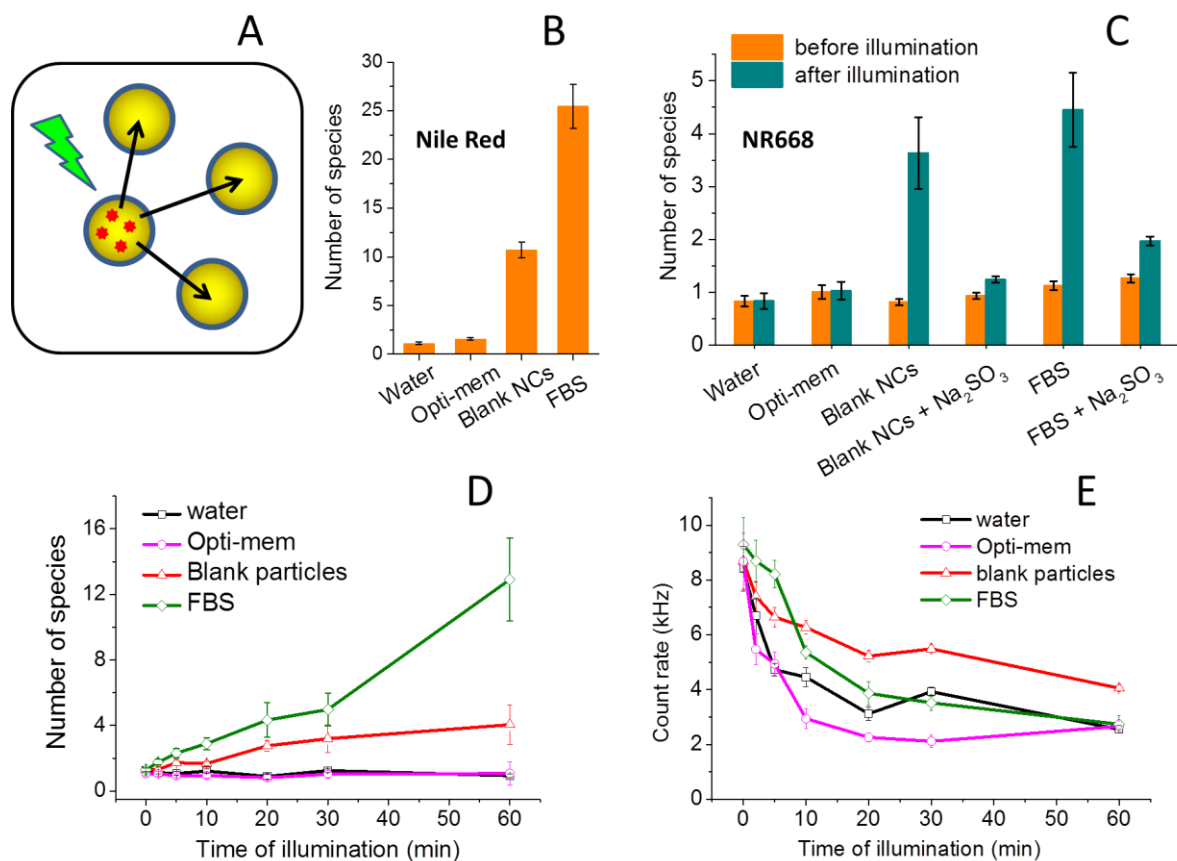 A
B
Number of species
30
25
20
15
10
5
0
Nile Red
Water
Opti-mem
Blank NCs
FBS
C
before illumination
after illumination
Number of species
5
4
3
2
1
0
NR668
Water
Opti-mem
Blank NCs
Blank NCs + Na₂SO₃
FBS
FBS + Na₂SO₃
D
water
Opti-mem
Blank particles
FBS
Number of species
16
12
8
4
0
0 10 20 30 40 50 60
Time of illumination (min)
E
water
Opti-mem
blank particles
FBS
Count rate (kHz)
10
8
6
4
2
0
0 10 20 30 40 50 60
Time of illumination (min)